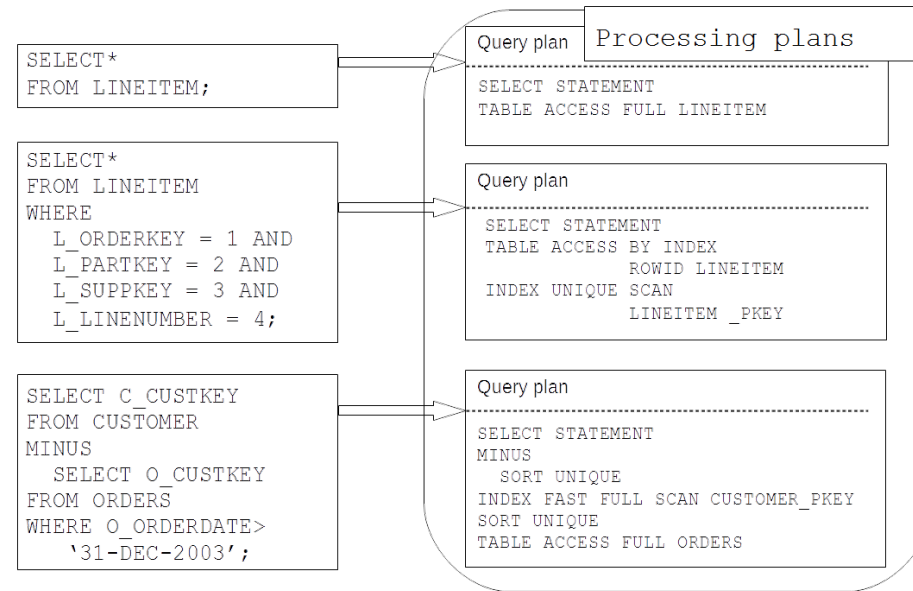 Processing plans
SELECT*
FROM LINEITEM;
Query plan
SELECT STATEMENT
TABLE ACCESS FULL LINEITEM
SELECT*
FROM LINEITEM
WHERE
L_ORDERKEY = 1 AND
L_PARTKEY = 2 AND
L_SUPPKEY = 3 AND
L_LINENUMBER = 4;
Query plan
SELECT STATEMENT
TABLE ACCESS BY INDEX
ROWID LINEITEM
INDEX UNIQUE SCAN
LINEITEM _PKEY
SELECT C_CUSTKEY
FROM CUSTOMER
MINUS
SELECT O_CUSTKEY
FROM ORDERS
WHERE O_ORDERDATE>
‘31-DEC-2003’;
Query plan
SELECT STATEMENT
MINUS
SORT UNIQUE
INDEX FAST FULL SCAN CUSTOMER_PKEY
SORT UNIQUE
TABLE ACCESS FULL ORDERS